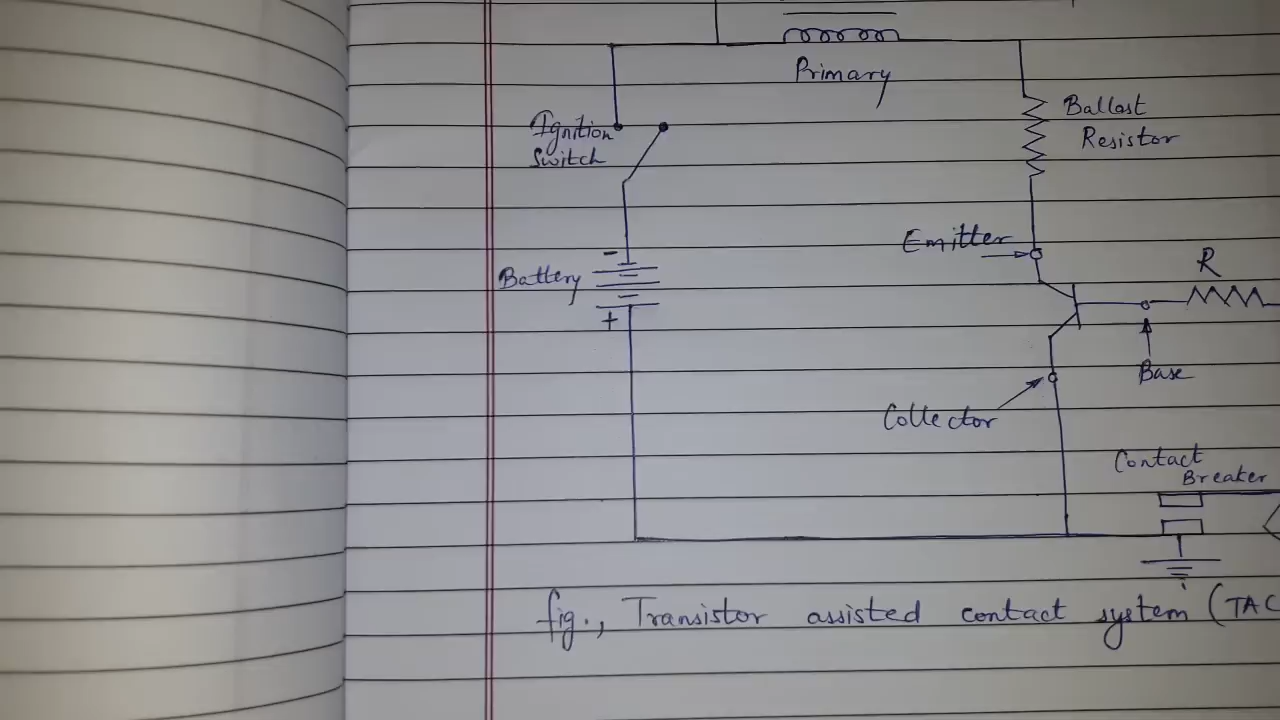 Primary
Ballast
Resistor
Ignition
Switch
Emitter
R
-
Battery
+
Base
Collector
Contact
Breaker
fig., Transistor assisted contact system (TAC